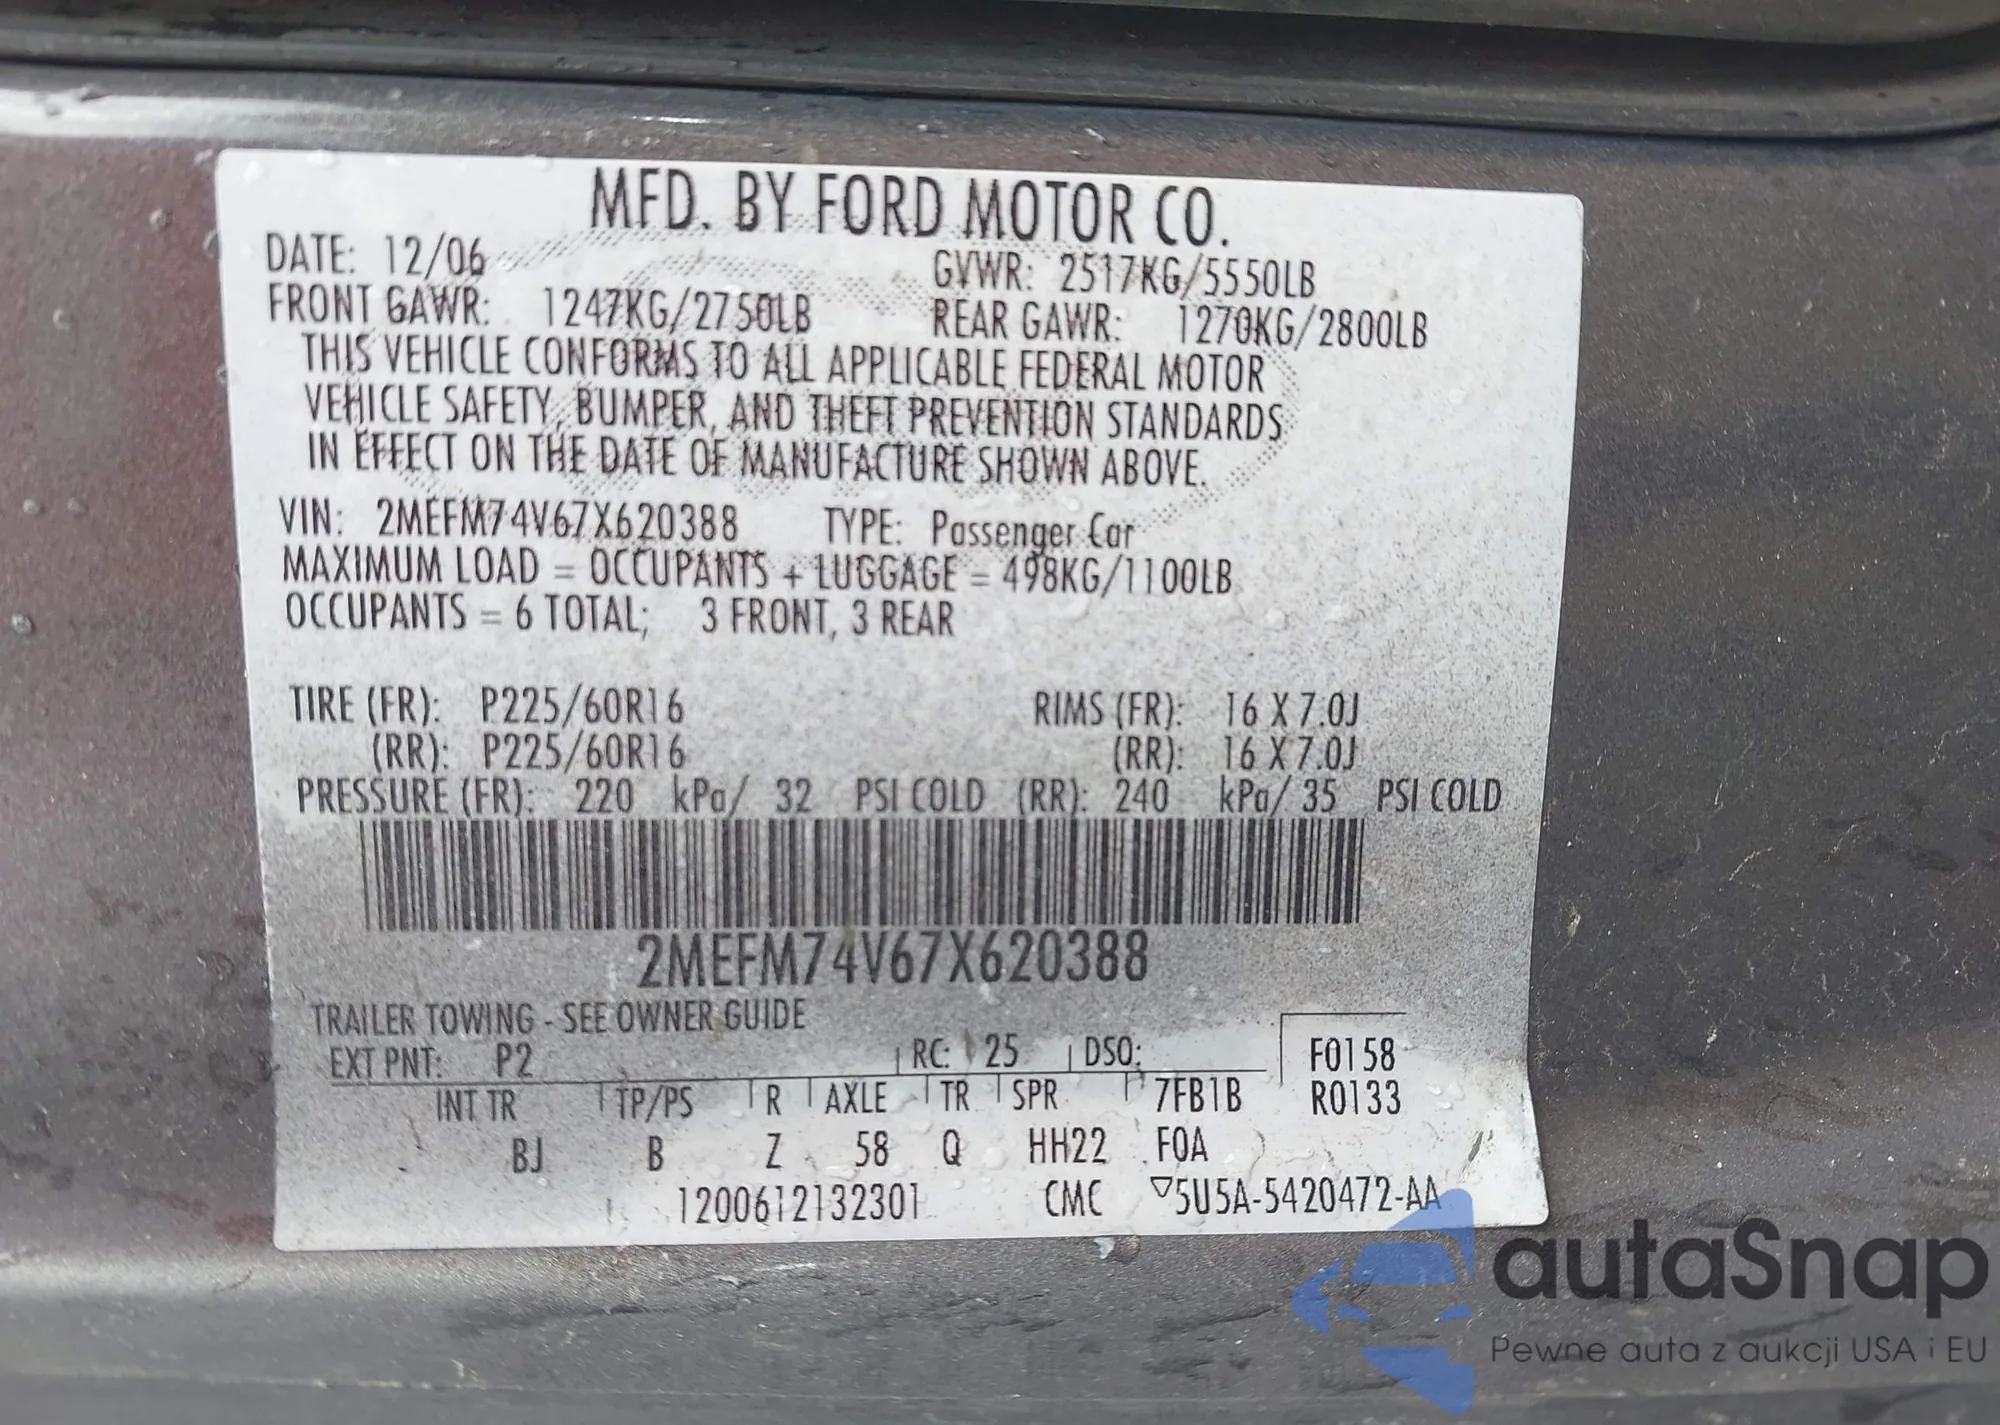 MFD. BY FORD MOTOR CO.
DATE: 12/06 GVWR: 2517KG/5550LB
FRONT GAWR: 1247KG/2750LB REAR GAWR: 1270KG/2800LB
THIS VEHICLE CONFORMS TO ALL APPLICABLE FEDERAL MOTOR
VEHICLE SAFETY, BUMPER, AND THEFT PREVENTION STANDARDS
IN EFFECT ON THE DATE OF MANUFACTURE SHOWN ABOVE.
VIN: 2MEFM74V67X620388 TYPE: Passenger Car
MAXIMUM LOAD = OCCUPANTS + LUGGAGE = 498KG/1100LB
OCCUPANTS = 6 TOTAL; 3 FRONT, 3 REAR
TIRE (FR): P225/60R16 RIMS (FR): 16 X 7.0J
(RR): P225/60R16 (RR): 16 X 7.0J
PRESSURE (FR): 220 kPa/ 32 PSI COLD (RR): 240 kPa/ 35 PSI COLD
2MEFM74V67X620388
TRAILER TOWING - SEE OWNER GUIDE
EXT PNT: P2 RC: 25 DSO: F0158
INT TR TP/PS R AXLE TR SPR 7FB1B R0133
BJ B Z 58 Q HH22 F0A
1200612132301 CMC ▽5U5A-5420472-AA
autaSnap
Pewne auta z aukcji USA i EU